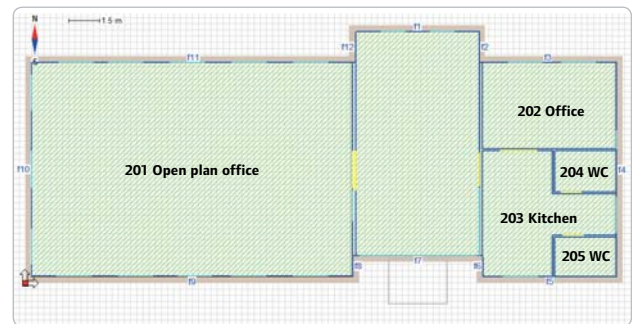 N
1.5 m
f1
f12
f2
f11
f3
202 Office
f10
201 Open plan office
204 WC
f4
203 Kitchen
205 WC
f8
f7
f6
f9
f5